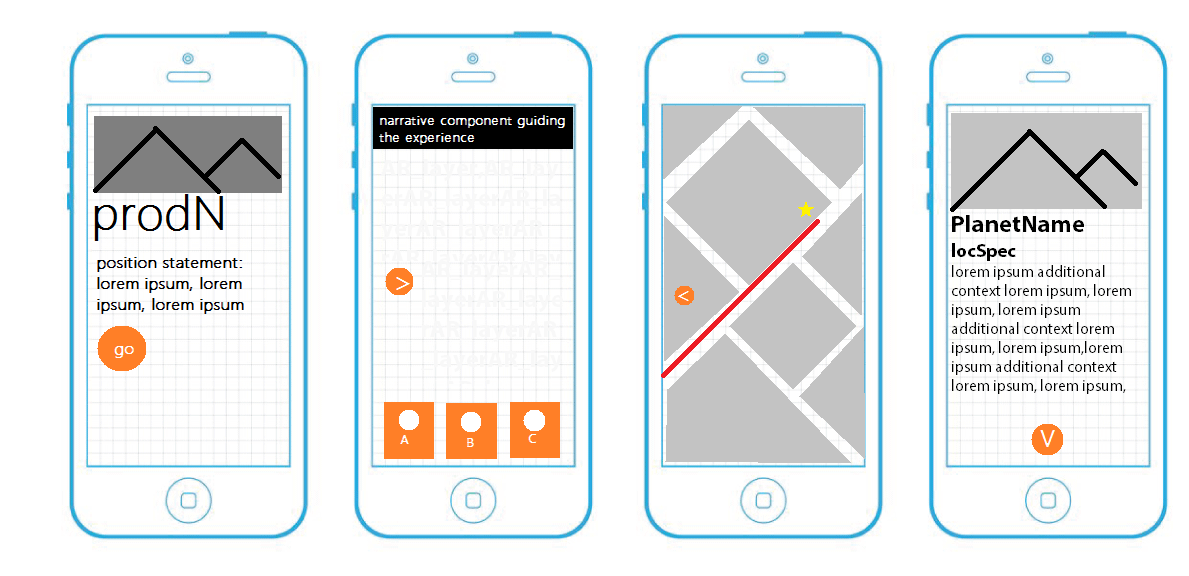 prodN
position statement:
lorem ipsum, lorem
ipsum, lorem ipsum
go
narrative component guiding
the experience
>
A
B
C
<
PlanetName
locSpec
lorem ipsum additional
context lorem ipsum, lorem
ipsum, lorem ipsum
additional context lorem
ipsum, lorem ipsum,lorem
ipsum additional context
lorem ipsum, lorem ipsum,
V